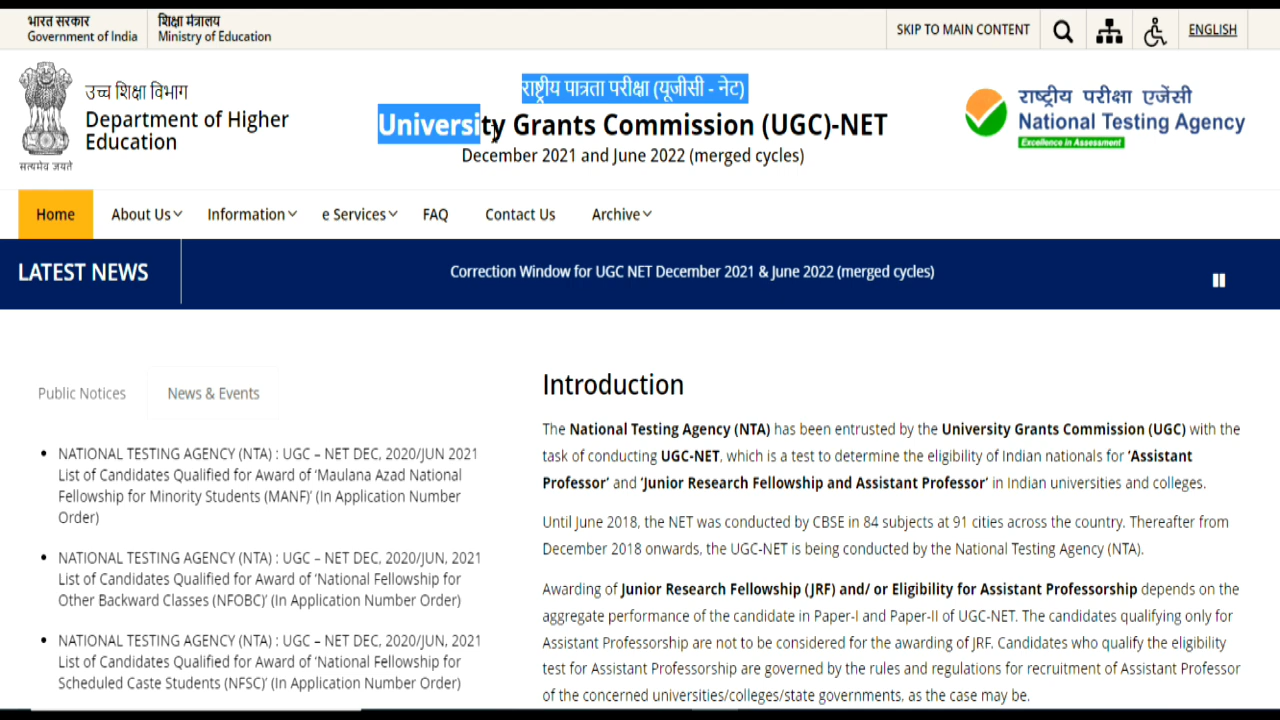 भारत सरकार
Government of India
शिक्षा मंत्रालय
Ministry of Education
SKIP TO MAIN CONTENT
ENGLISH
सत्यमेव जयते
उच्च शिक्षा विभाग
Department of Higher
Education
राष्ट्रीय पात्रता परीक्षा (यूजीसी - नेट)
University Grants Commission (UGC)-NET
December 2021 and June 2022 (merged cycles)
राष्ट्रीय परीक्षा एजेंसी
National Testing Agency
Excellence in Assessment
Home
About Us
Information
e Services
FAQ
Contact Us
Archive
LATEST NEWS
Correction Window for UGC NET December 2021 & June 2022 (merged cycles)
Public Notices
News & Events
NATIONAL TESTING AGENCY (NTA) : UGC – NET DEC, 2020/JUN 2021
List of Candidates Qualified for Award of ‘Maulana Azad National
Fellowship for Minority Students (MANF)’ (In Application Number
Order)
NATIONAL TESTING AGENCY (NTA) : UGC – NET DEC, 2020/JUN, 2021
List of Candidates Qualified for Award of ‘National Fellowship for
Other Backward Classes (NFOBC)’ (In Application Number Order)
NATIONAL TESTING AGENCY (NTA) : UGC – NET DEC, 2020/JUN, 2021
List of Candidates Qualified for Award of ‘National Fellowship for
Scheduled Caste Students (NFSC)’ (In Application Number Order)
Introduction
The National Testing Agency (NTA) has been entrusted by the University Grants Commission (UGC) with the
task of conducting UGC-NET, which is a test to determine the eligibility of Indian nationals for ‘Assistant
Professor’ and ‘Junior Research Fellowship and Assistant Professor’ in Indian universities and colleges.
Until June 2018, the NET was conducted by CBSE in 84 subjects at 91 cities across the country. Thereafter from
December 2018 onwards, the UGC-NET is being conducted by the National Testing Agency (NTA).
Awarding of Junior Research Fellowship (JRF) and/ or Eligibility for Assistant Professorship depends on the
aggregate performance of the candidate in Paper-I and Paper-II of UGC-NET. The candidates qualifying only for
Assistant Professorship are not to be considered for the awarding of JRF. Candidates who qualify the eligibility
test for Assistant Professorship are governed by the rules and regulations for recruitment of Assistant Professor
of the concerned universities/colleges/state governments, as the case may be.